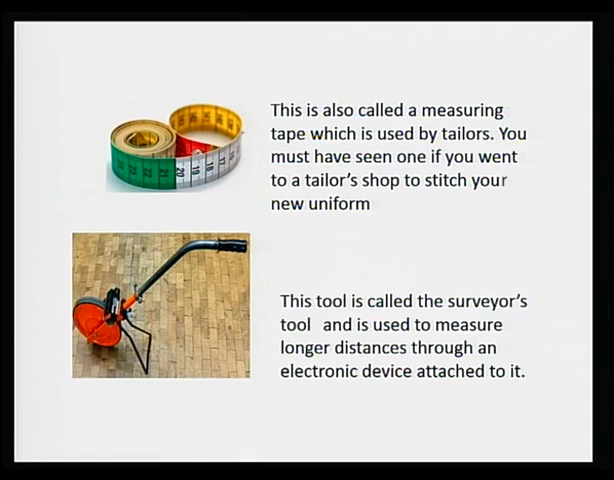 This is also called a measuring
tape which is used by tailors. You
must have seen one if you went
to a tailor's shop to stitch your
new uniform
This tool is called the surveyor's
tool and is used to measure
longer distances through an
electronic device attached to it.